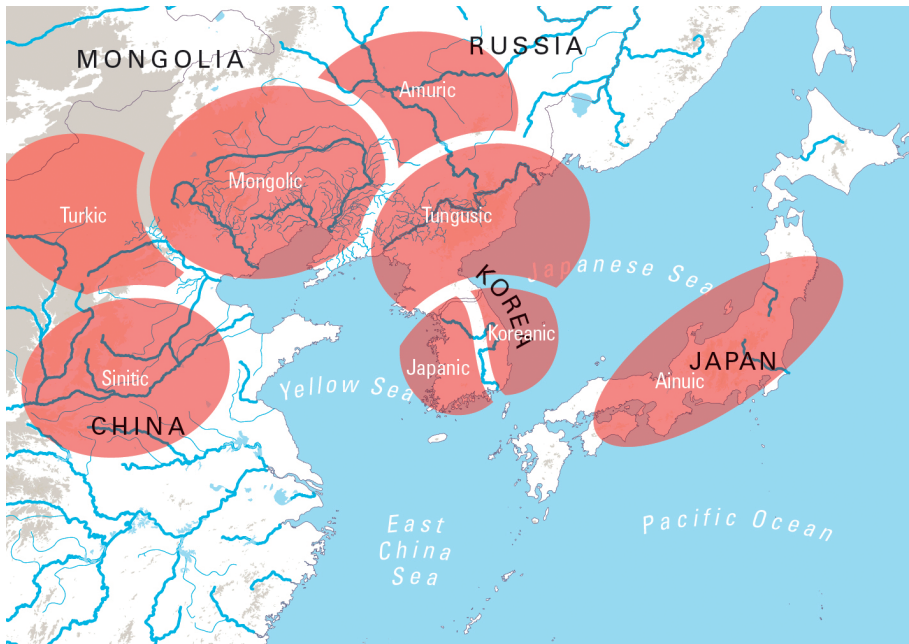 RUSSIA
MONGOLIA
Amuric
Mongolic
Turkic
Tungusic
Japanese Sea
KOREA
Koreanic
JAPAN
Japanic
Ainuic
Sinitic
Yellow Sea
CHINA
East
China
Sea
Pacific Ocean